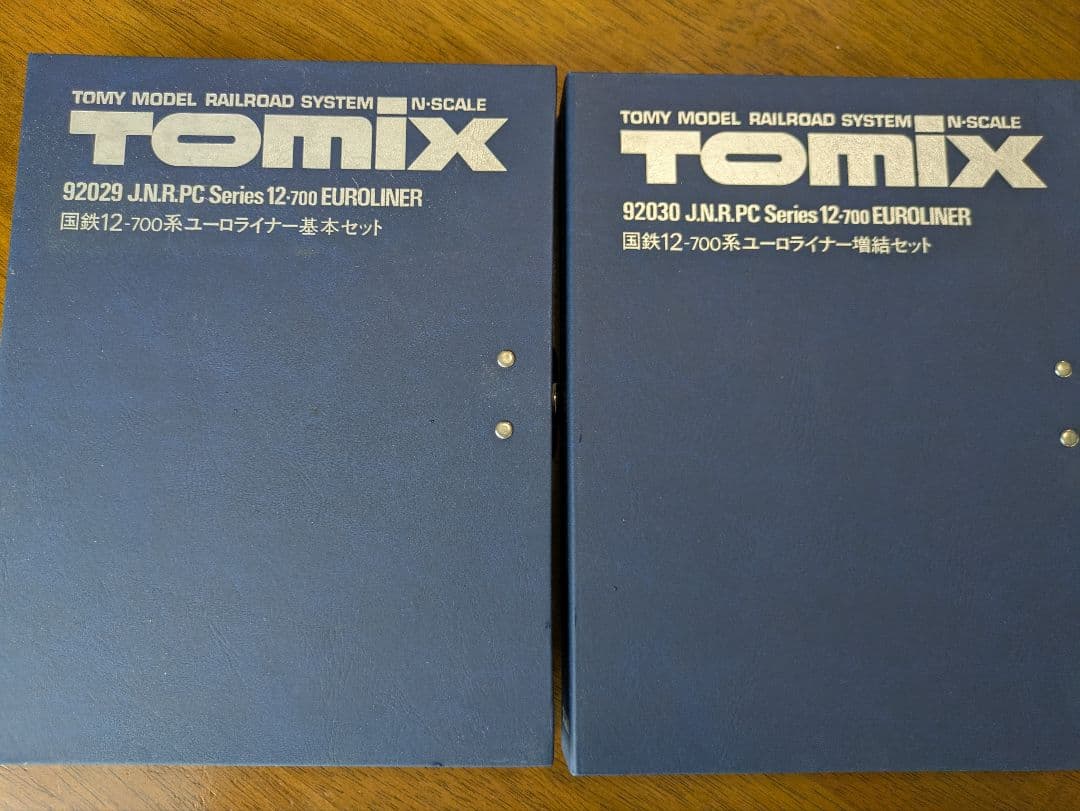 TOMY MODEL RAILROAD SYSTEM N·SCALE
TOMIX
92029 J.N.R.PC Series 12-700 EUROLINER
国鉄12-700系ユーロライナー基本セット
TOMY MODEL RAILROAD SYSTEM N·SCALE
TOMIX
92030 J.N.R.PC Series 12-700 EUROLINER
国鉄12-700系ユーロライナー増結セット